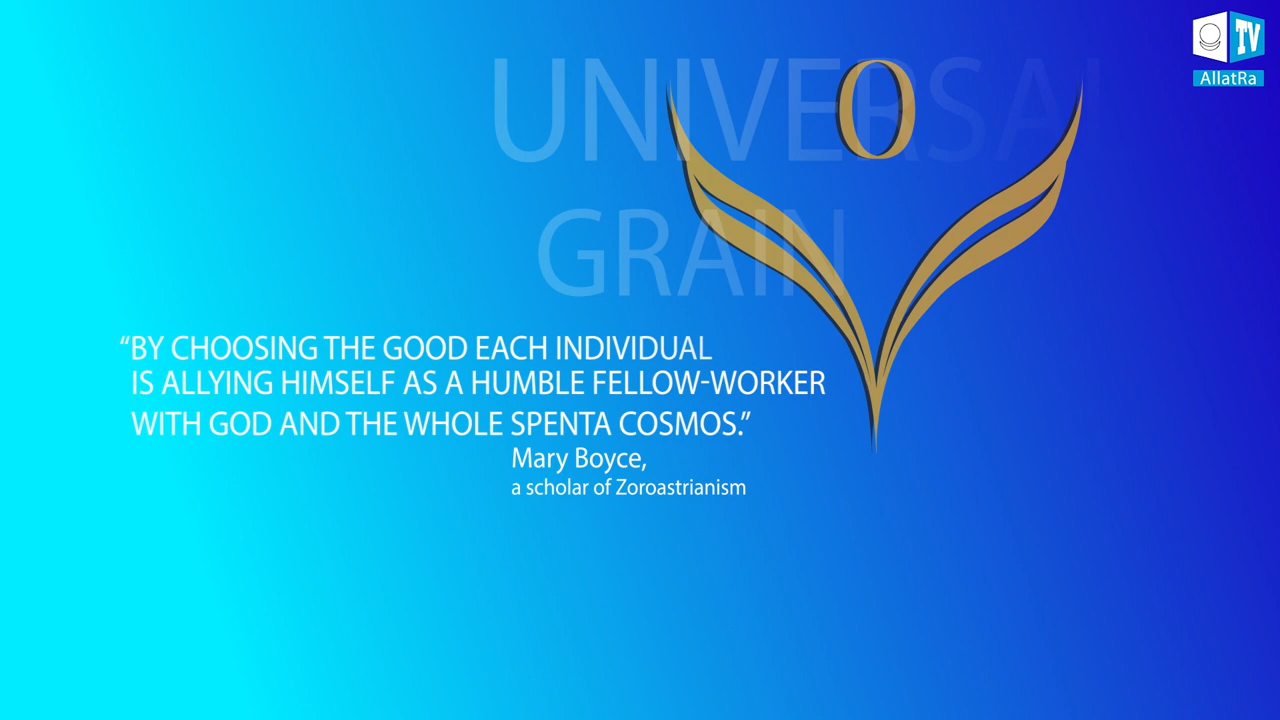 UNIVERSAL
GRAIN
“BY CHOOSING THE GOOD EACH INDIVIDUAL
IS ALLYING HIMSELF AS A HUMBLE FELLOW-WORKER
WITH GOD AND THE WHOLE SPENTA COSMOS.”
Mary Boyce,
a scholar of Zoroastrianism
TV
AllatRa